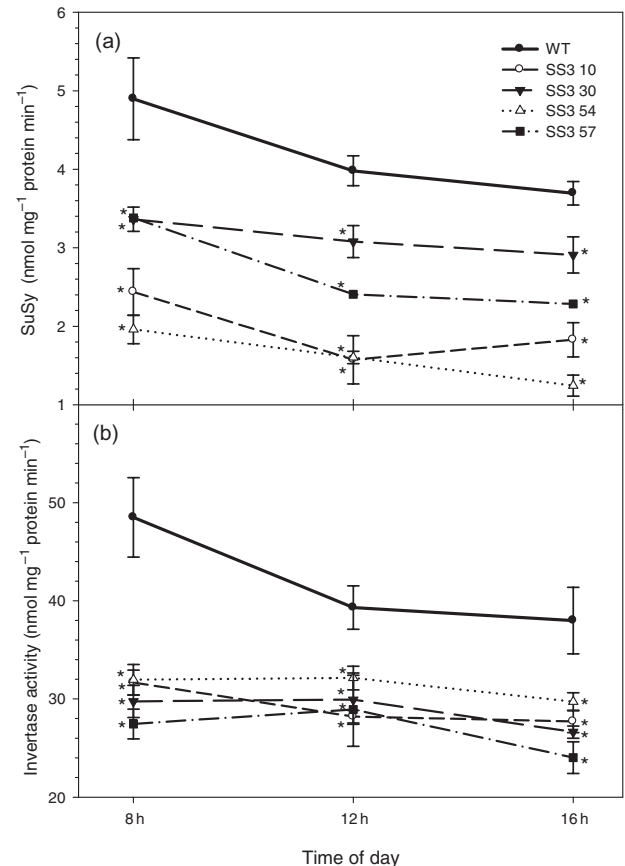 (a)
WT
SS3 10
SS3 30
SS3 54
SS3 57
6
5
4
3
2
1
SuSy (nmol mg⁻¹ protein min⁻¹)
* * * * * * * * * * * *
(b)
50
40
30
20
Invertase activity (nmol mg⁻¹ protein min⁻¹)
* * * * * * * * * * * *
8 h 12 h 16 h
Time of day